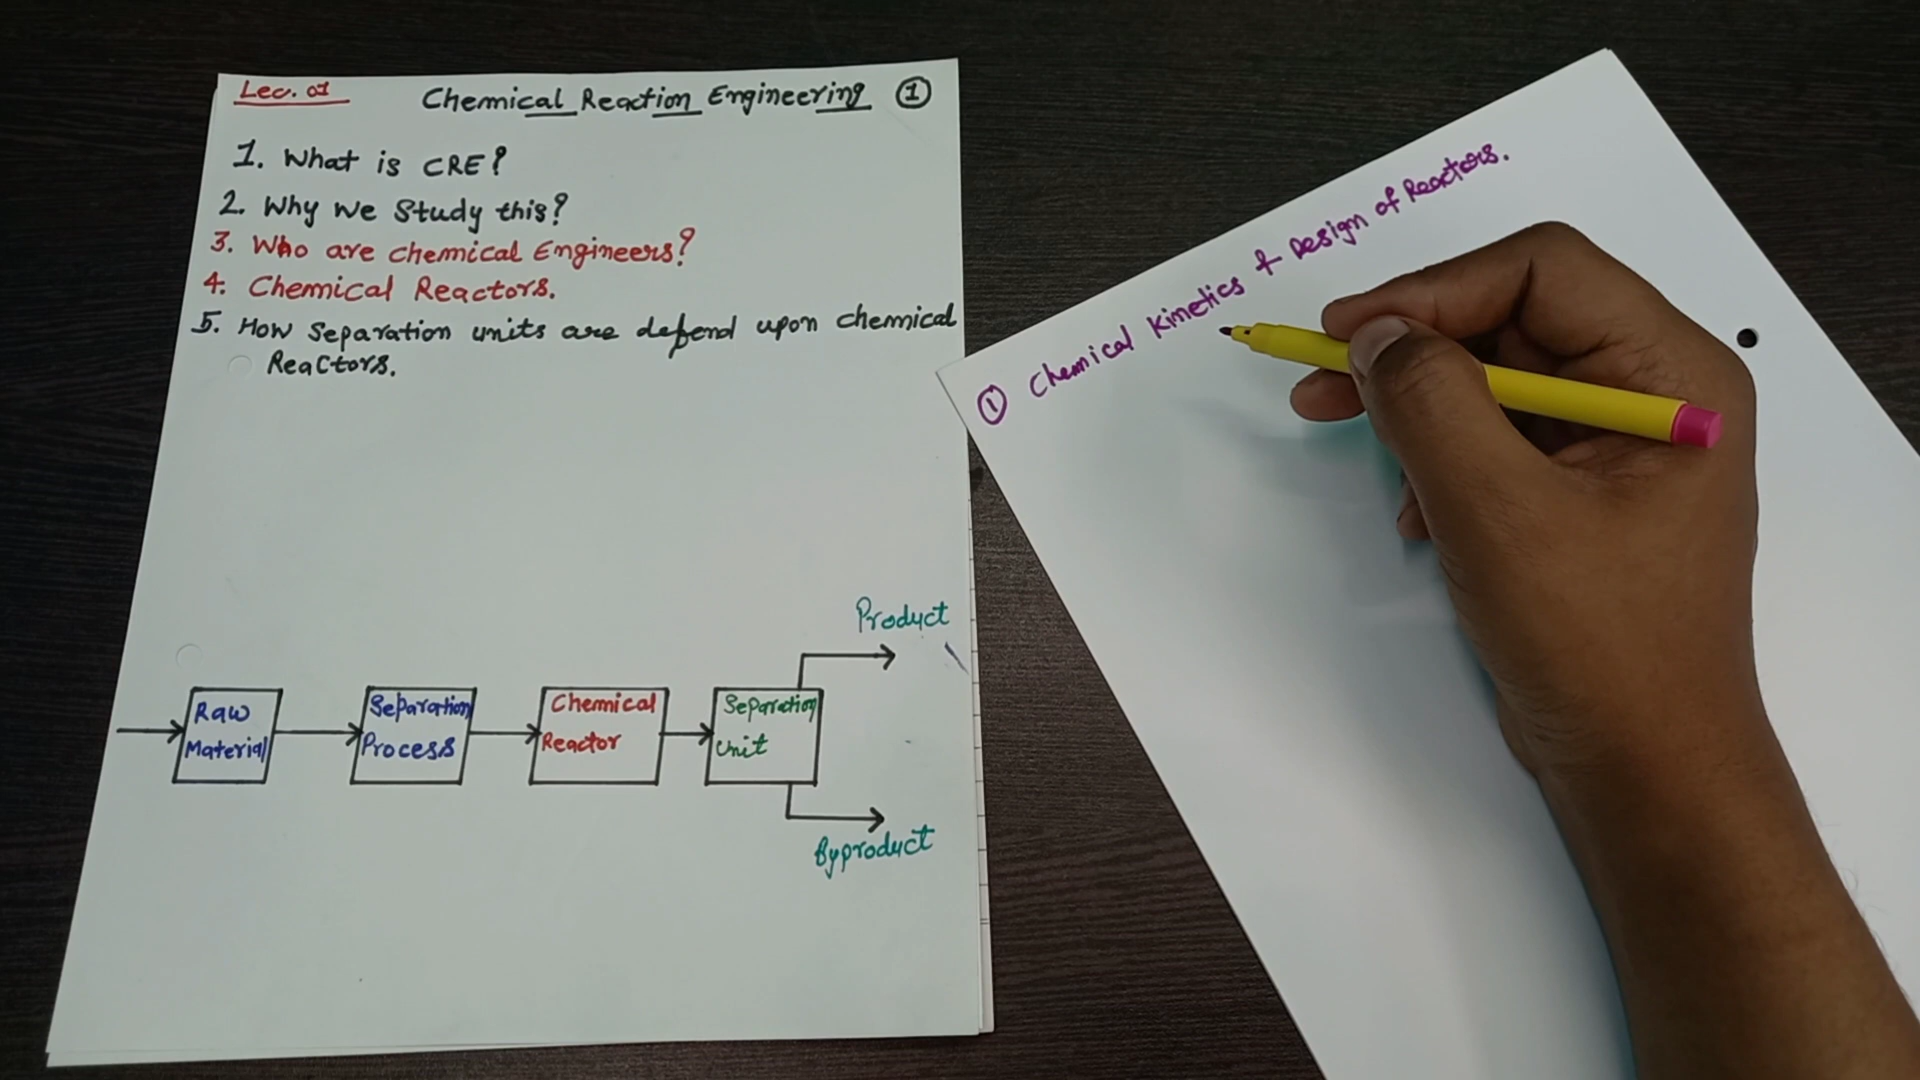 Lec. 01
Chemical Reaction Engineering ①
1. What is CRE?
2. Why We Study this?
3. Who are chemical Engineers?
4. Chemical Reactors.
5. How separation units are depend upon chemical
Reactors.
Product
Raw
Material
Separation
Process
Chemical
Reactor
Separation
Unit
Byproduct
① Chemical Kinetics & Design of Reactors.